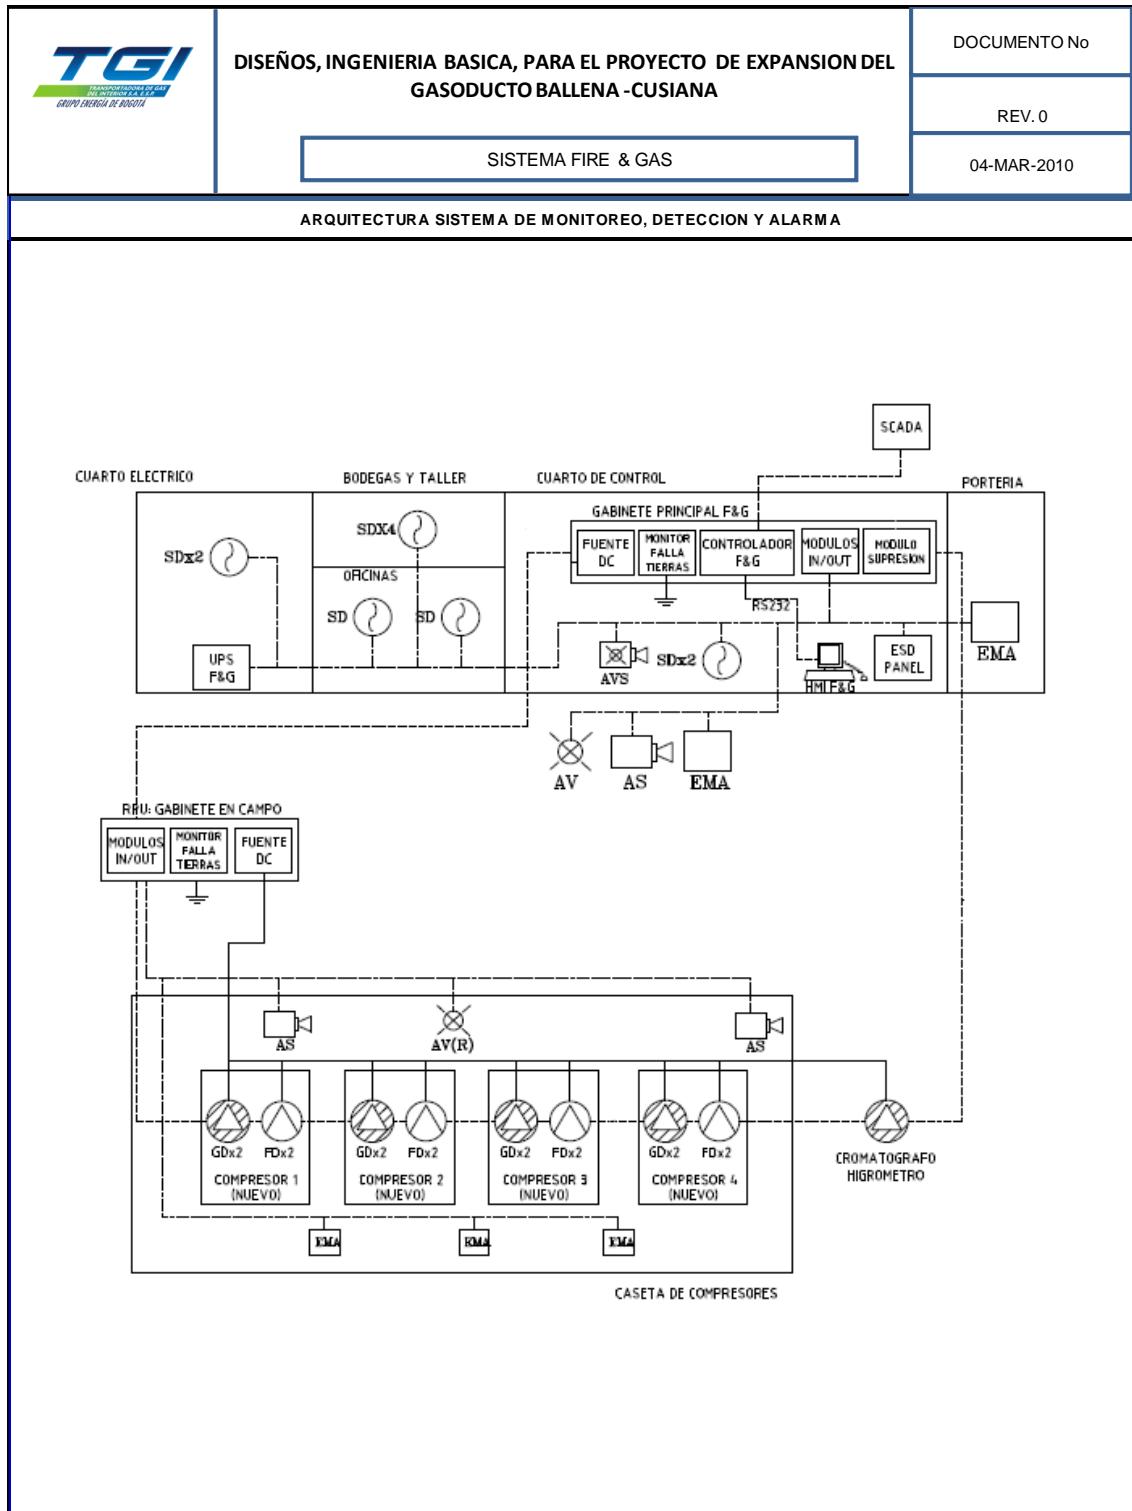 TGI
TRANSPORTADORA DE GAS
DEL INTERIOR S.A. E.S.P.
GRUPO ENERGÍA DE BOGOTÁ
DISEÑOS, INGENIERIA BASICA, PARA EL PROYECTO DE EXPANSION DEL
GASODUCTO BALLENA -CUSIANA
SISTEMA FIRE & GAS
DOCUMENTO No
REV. 0
04-MAR-2010
ARQUITECTURA SISTEMA DE MONITOREO, DETECCION Y ALARMA
SCADA
CUARTO ELECTRICO
BODEGAS Y TALLER
CUARTO DE CONTROL
PORTERIA
GABINETE PRINCIPAL F&G
SDX4
SDx2
FUENTE
DC
MONITOR
FALLA
TIERRAS
CONTROLADOR
F&G
MODULOS
IN/OUT
MODULO
SUPRESION
OFICINAS
RS232
SD
SD
UPS
F&G
AVS
SDx2
HMI F&G
ESD
PANEL
EMA
AV
AS
EMA
RPU: GABINETE EN CAMPO
MODULOS
IN/OUT
MONITOR
FALLA
TIERRAS
FUENTE
DC
AS
AV(R)
AS
GDx2
FDx2
GDx2
FDx2
GDx2
FDx2
GDx2
FDx2
COMPRESOR 1
(NUEVO)
COMPRESOR 2
(NUEVO)
COMPRESOR 3
(NUEVO)
COMPRESOR 4
(NUEVO)
CROMATOGRAFO
HIGROMETRO
EMA
EMA
EMA
CASETA DE COMPRESORES